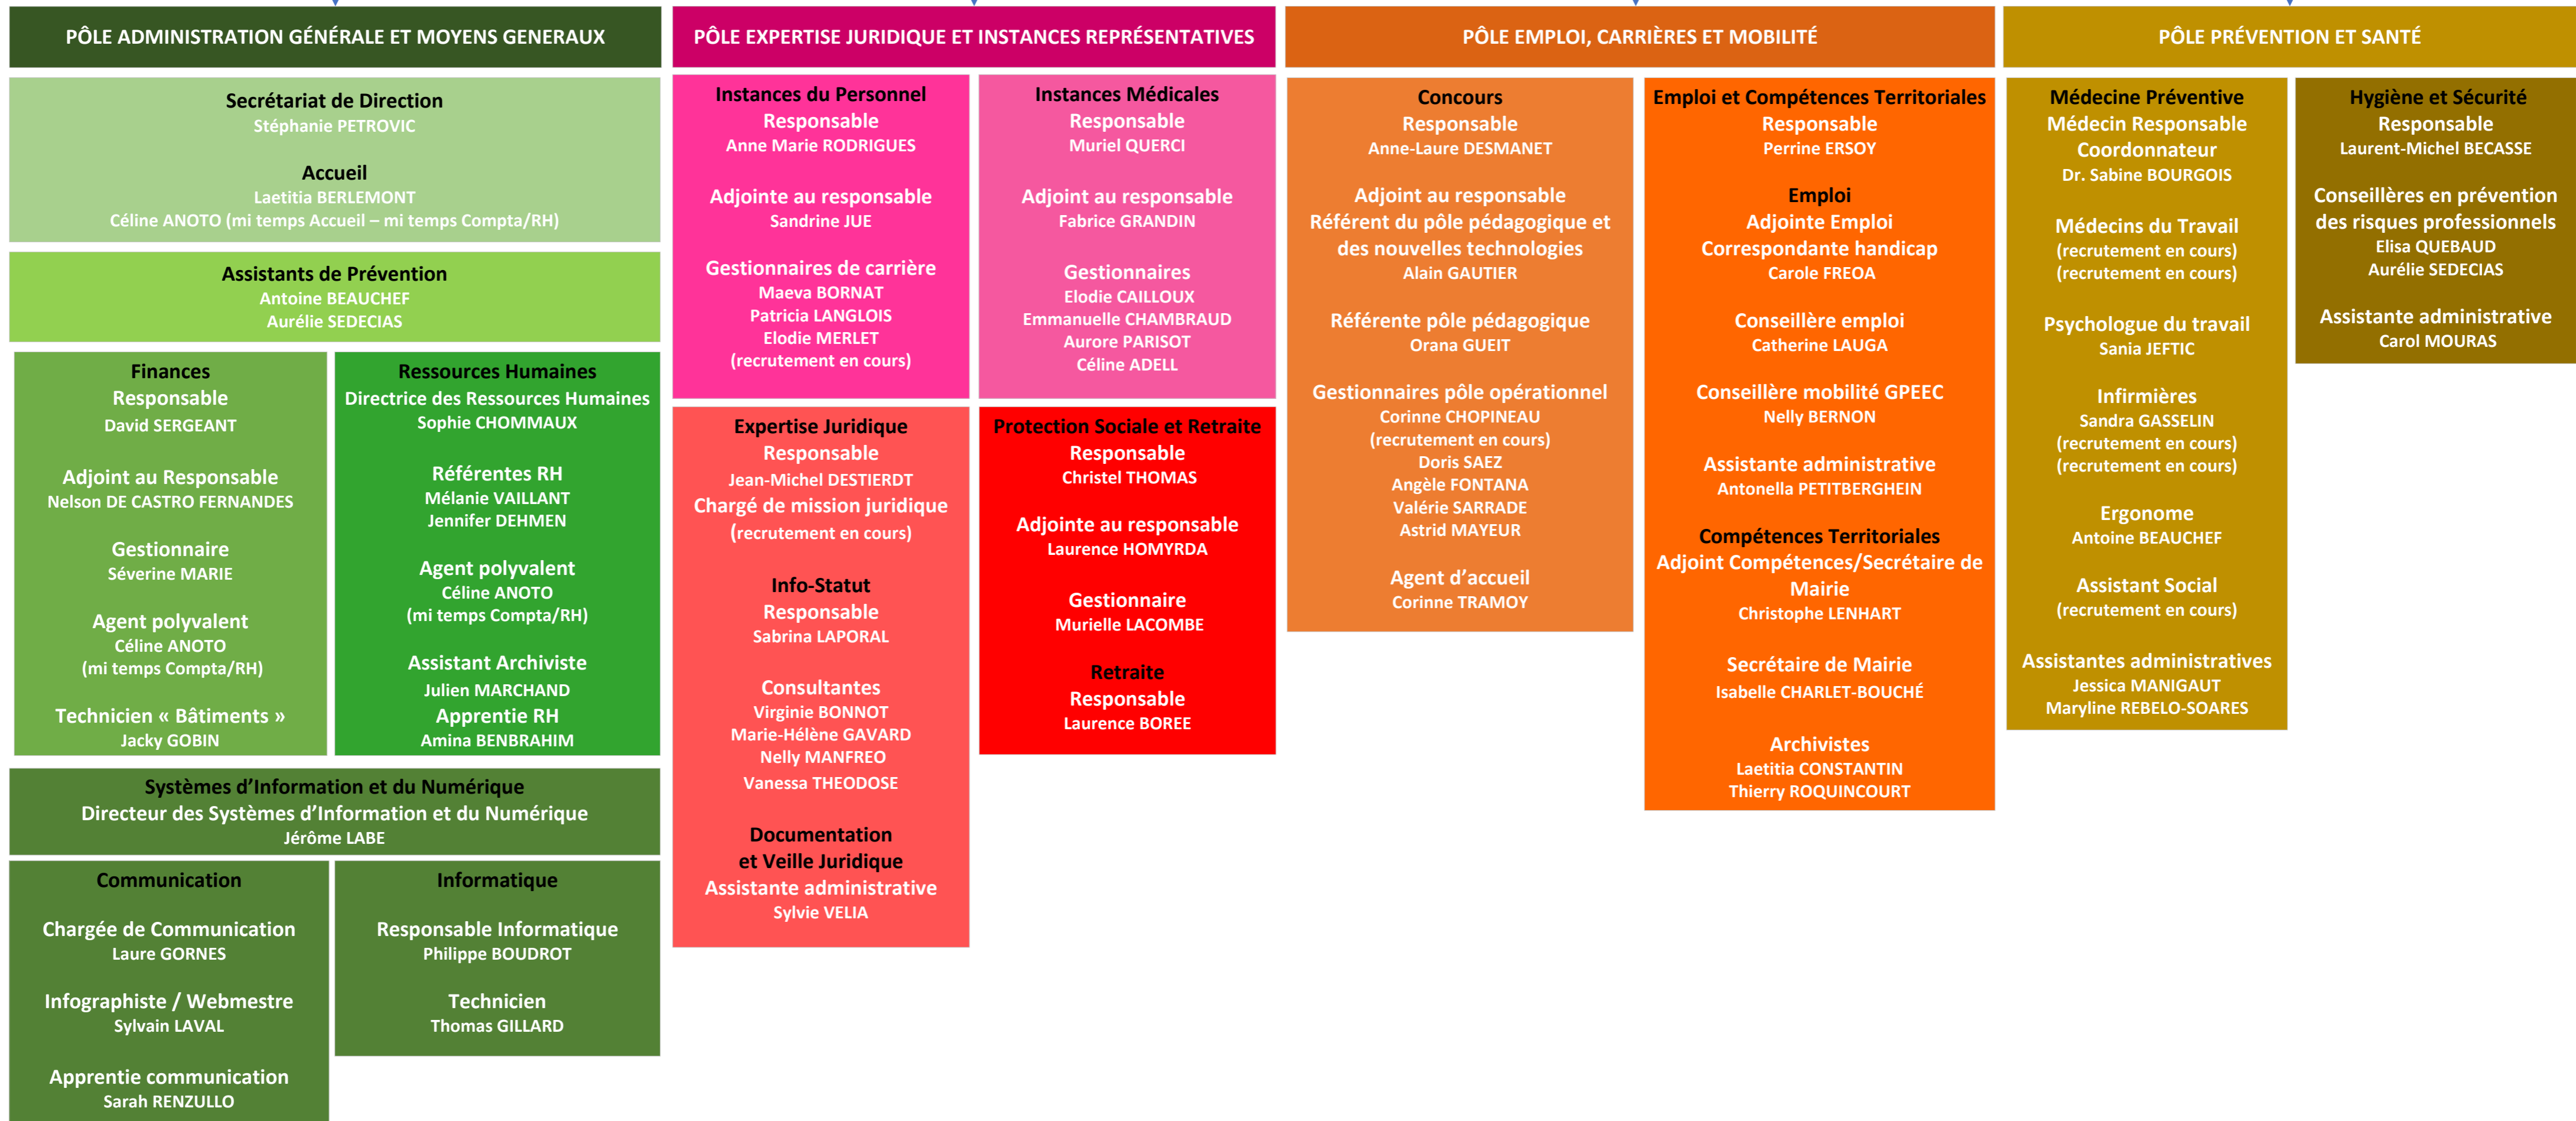 PÔLE ADMINISTRATION GÉNÉRALE ET MOYENS GENERAUX
Secrétariat de Direction
Stéphanie PETROVIC
Accueil
Laetitia BERLEMONT
Céline ANOTO (mi temps Accueil – mi temps Compta/RH)
Assistants de Prévention
Antoine BEAUCHEF
Aurélie SEDECIAS
Finances
Responsable
David SERGEANT
Adjoint au Responsable
Nelson DE CASTRO FERNANDES
Gestionnaire
Séverine MARIE
Agent polyvalent
Céline ANOTO
(mi temps Compta/RH)
Technicien « Bâtiments »
Jacky GOBIN
Ressources Humaines
Directrice des Ressources Humaines
Sophie CHOMMAUX
Référentes RH
Mélanie VAILLANT
Jennifer DEHMEN
Agent polyvalent
Céline ANOTO
(mi temps Compta/RH)
Assistant Archiviste
Julien MARCHAND
Apprentie RH
Amina BENBRAHIM
Systèmes d’Information et du Numérique
Directeur des Systèmes d’Information et du Numérique
Jérôme LABE
Communication
Chargée de Communication
Laure GORNES
Infographiste / Webmestre
Sylvain LAVAL
Apprentie communication
Sarah RENZULLO
Informatique
Responsable Informatique
Philippe BOUDROT
Technicien
Thomas GILLARD
PÔLE EXPERTISE JURIDIQUE ET INSTANCES REPRÉSENTATIVES
Instances du Personnel
Responsable
Anne Marie RODRIGUES
Adjointe au responsable
Sandrine JUE
Gestionnaires de carrière
Maeva BORNAT
Patricia LANGLOIS
Elodie MERLET
(recrutement en cours)
Instances Médicales
Responsable
Muriel QUERCI
Adjoint au responsable
Fabrice GRANDIN
Gestionnaires
Elodie CAILLOUX
Emmanuelle CHAMBRAUD
Aurore PARISOT
Céline ADELL
Expertise Juridique
Responsable
Jean-Michel DESTIERDT
Chargé de mission juridique
(recrutement en cours)
Info-Statut
Responsable
Sabrina LAPORAL
Consultantes
Virginie BONNOT
Marie-Hélène GAVARD
Nelly MANFREO
Vanessa THEODOSE
Documentation
et Veille Juridique
Assistante administrative
Sylvie VELIA
Protection Sociale et Retraite
Responsable
Christel THOMAS
Adjointe au responsable
Laurence HOMYRDA
Gestionnaire
Murielle LACOMBE
Retraite
Responsable
Laurence BOREE
PÔLE EMPLOI, CARRIÈRES ET MOBILITÉ
Concours
Responsable
Anne-Laure DESMANET
Adjoint au responsable
Référent du pôle pédagogique et
des nouvelles technologies
Alain GAUTIER
Référente pôle pédagogique
Orana GUEIT
Gestionnaires pôle opérationnel
Corinne CHOPINEAU
(recrutement en cours)
Doris SAEZ
Angèle FONTANA
Valérie SARRADE
Astrid MAYEUR
Agent d’accueil
Corinne TRAMOY
Emploi et Compétences Territoriales
Responsable
Perrine ERSOY
Emploi
Adjointe Emploi
Correspondante handicap
Carole FREOA
Conseillère emploi
Catherine LAUGA
Conseillère mobilité GPEEC
Nelly BERNON
Assistante administrative
Antonella PETITBERGHEIN
Compétences Territoriales
Adjoint Compétences/Secrétaire de
Mairie
Christophe LENHART
Secrétaire de Mairie
Isabelle CHARLET-BOUCHÉ
Archivistes
Laetitia CONSTANTIN
Thierry ROQUINCOURT
PÔLE PRÉVENTION ET SANTÉ
Médecine Préventive
Médecin Responsable
Coordonnateur
Dr. Sabine BOURGOIS
Médecins du Travail
(recrutement en cours)
(recrutement en cours)
Psychologue du travail
Sania JEFTIC
Infirmières
Sandra GASSELIN
(recrutement en cours)
(recrutement en cours)
Ergonome
Antoine BEAUCHEF
Assistant Social
(recrutement en cours)
Assistantes administratives
Jessica MANIGAUT
Maryline REBELO-SOARES
Hygiène et Sécurité
Responsable
Laurent-Michel BECASSE
Conseillères en prévention
des risques professionnels
Elisa QUEBAUD
Aurélie SEDECIAS
Assistante administrative
Carol MOURAS